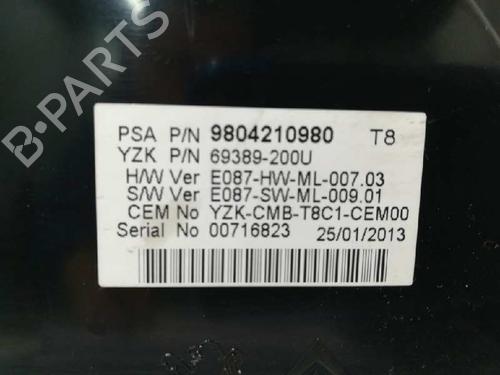 PSA P/N 9804210980 T8
YZK P/N 69389-200U
H/W Ver E087-HW-ML-007.03
S/W Ver E087-SW-ML-009.01
CEM No YZK-CMB-T8C1-CEM00
Serial No 00716823 25/01/2013
B-PARTS